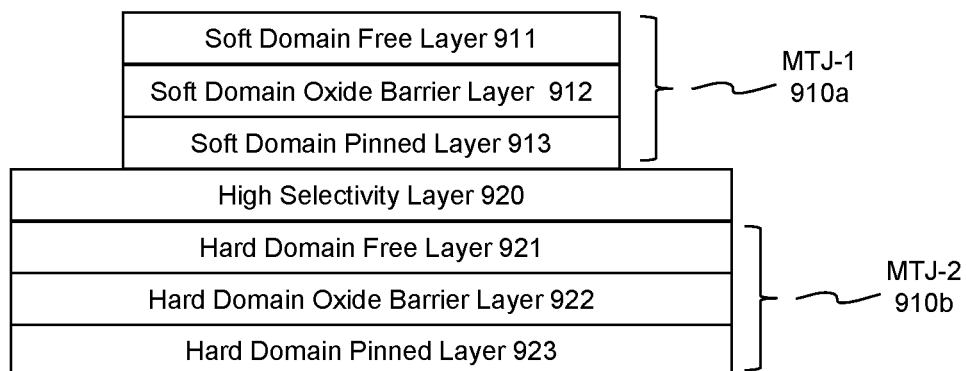 Soft Domain Free Layer 911
Soft Domain Oxide Barrier Layer 912
Soft Domain Pinned Layer 913
MTJ-1
910a
High Selectivity Layer 920
Hard Domain Free Layer 921
Hard Domain Oxide Barrier Layer 922
Hard Domain Pinned Layer 923
MTJ-2
910b